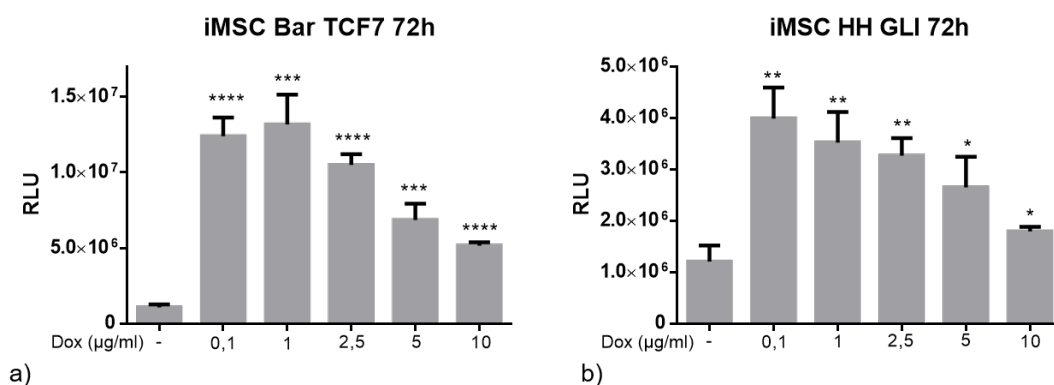 iMSC Bar TCF7 72h
RLU
1.5×10⁷
1.0×10⁷
5.0×10⁶
0
**** *** **** *** ****
Dox (µg/ml) - 0,1 1 2,5 5 10
a)
iMSC HH GLI 72h
RLU
5.0×10⁶
4.0×10⁶
3.0×10⁶
2.0×10⁶
1.0×10⁶
0
** ** ** * *
Dox (µg/ml) - 0,1 1 2,5 5 10
b)